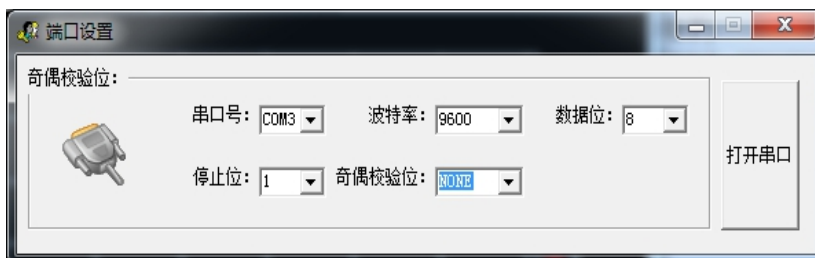 端口设置
奇偶校验位:
串口号: COM3 波特率: 9600 数据位: 8
打开串口
停止位: 1 奇偶校验位: NONE